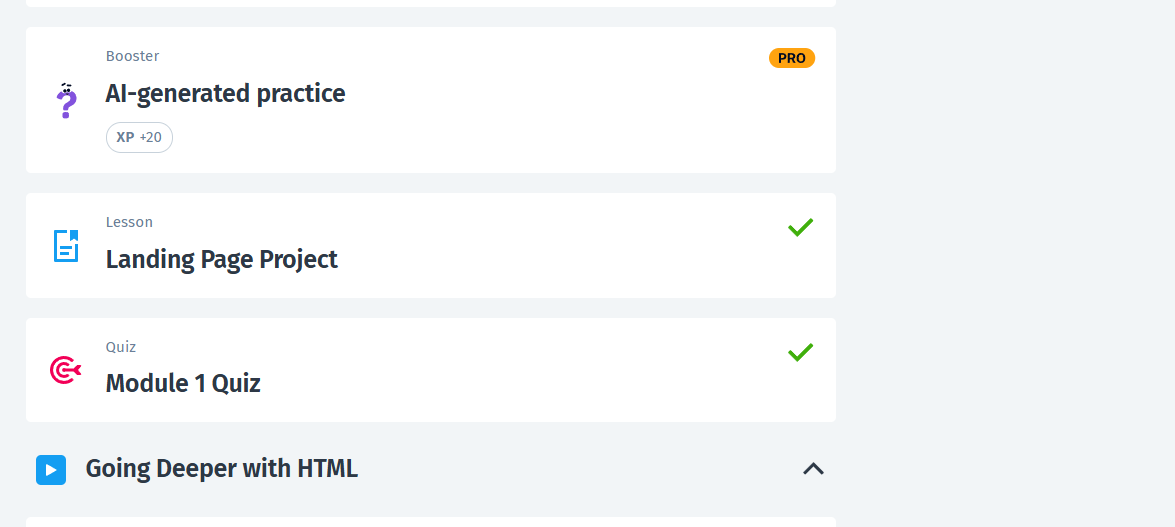 Booster
PRO
AI-generated practice
XP +20
Lesson
Landing Page Project
Quiz
Module 1 Quiz
Going Deeper with HTML